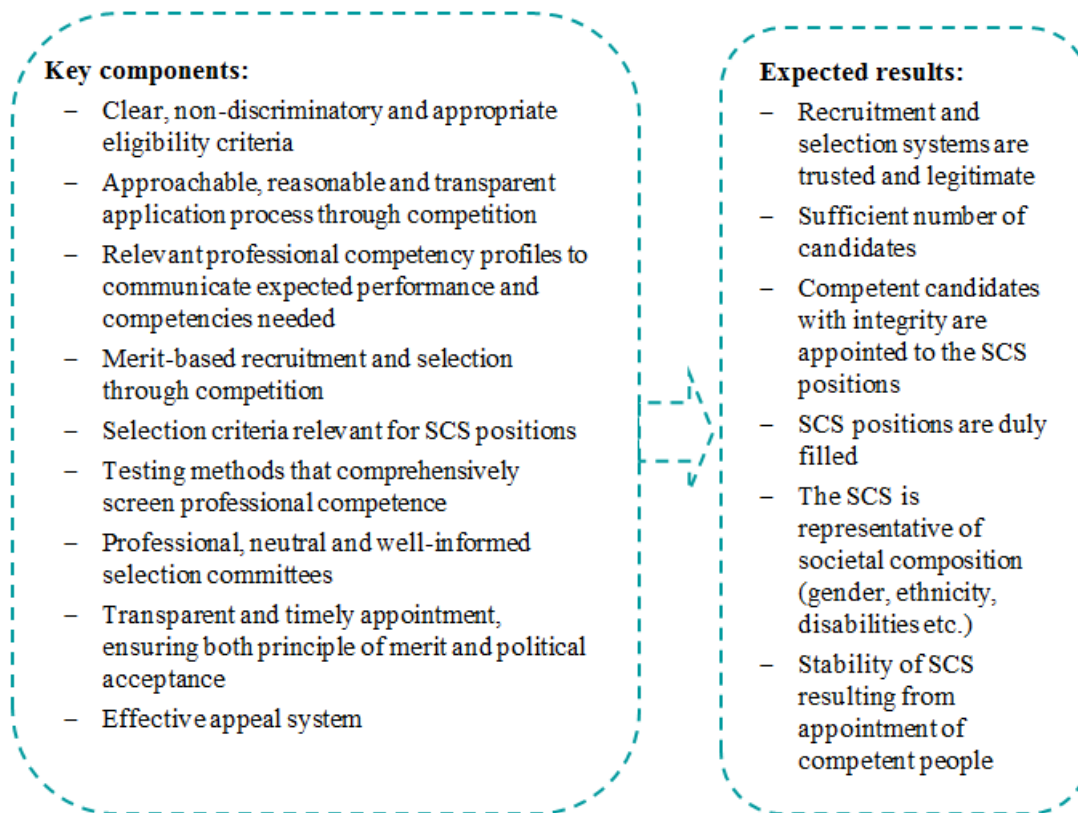 Key components:
– Clear, non-discriminatory and appropriate
eligibility criteria
– Approachable, reasonable and transparent
application process through competition
– Relevant professional competency profiles to
communicate expected performance and
competencies needed
– Merit-based recruitment and selection
through competition
– Selection criteria relevant for SCS positions
– Testing methods that comprehensively
screen professional competence
– Professional, neutral and well-informed
selection committees
– Transparent and timely appointment,
ensuring both principle of merit and political
acceptance
– Effective appeal system
Expected results:
– Recruitment and
selection systems are
trusted and legitimate
– Sufficient number of
candidates
– Competent candidates
with integrity are
appointed to the SCS
positions
– SCS positions are duly
filled
– The SCS is
representative of
societal composition
(gender, ethnicity,
disabilities etc.)
– Stability of SCS
resulting from
appointment of
competent people